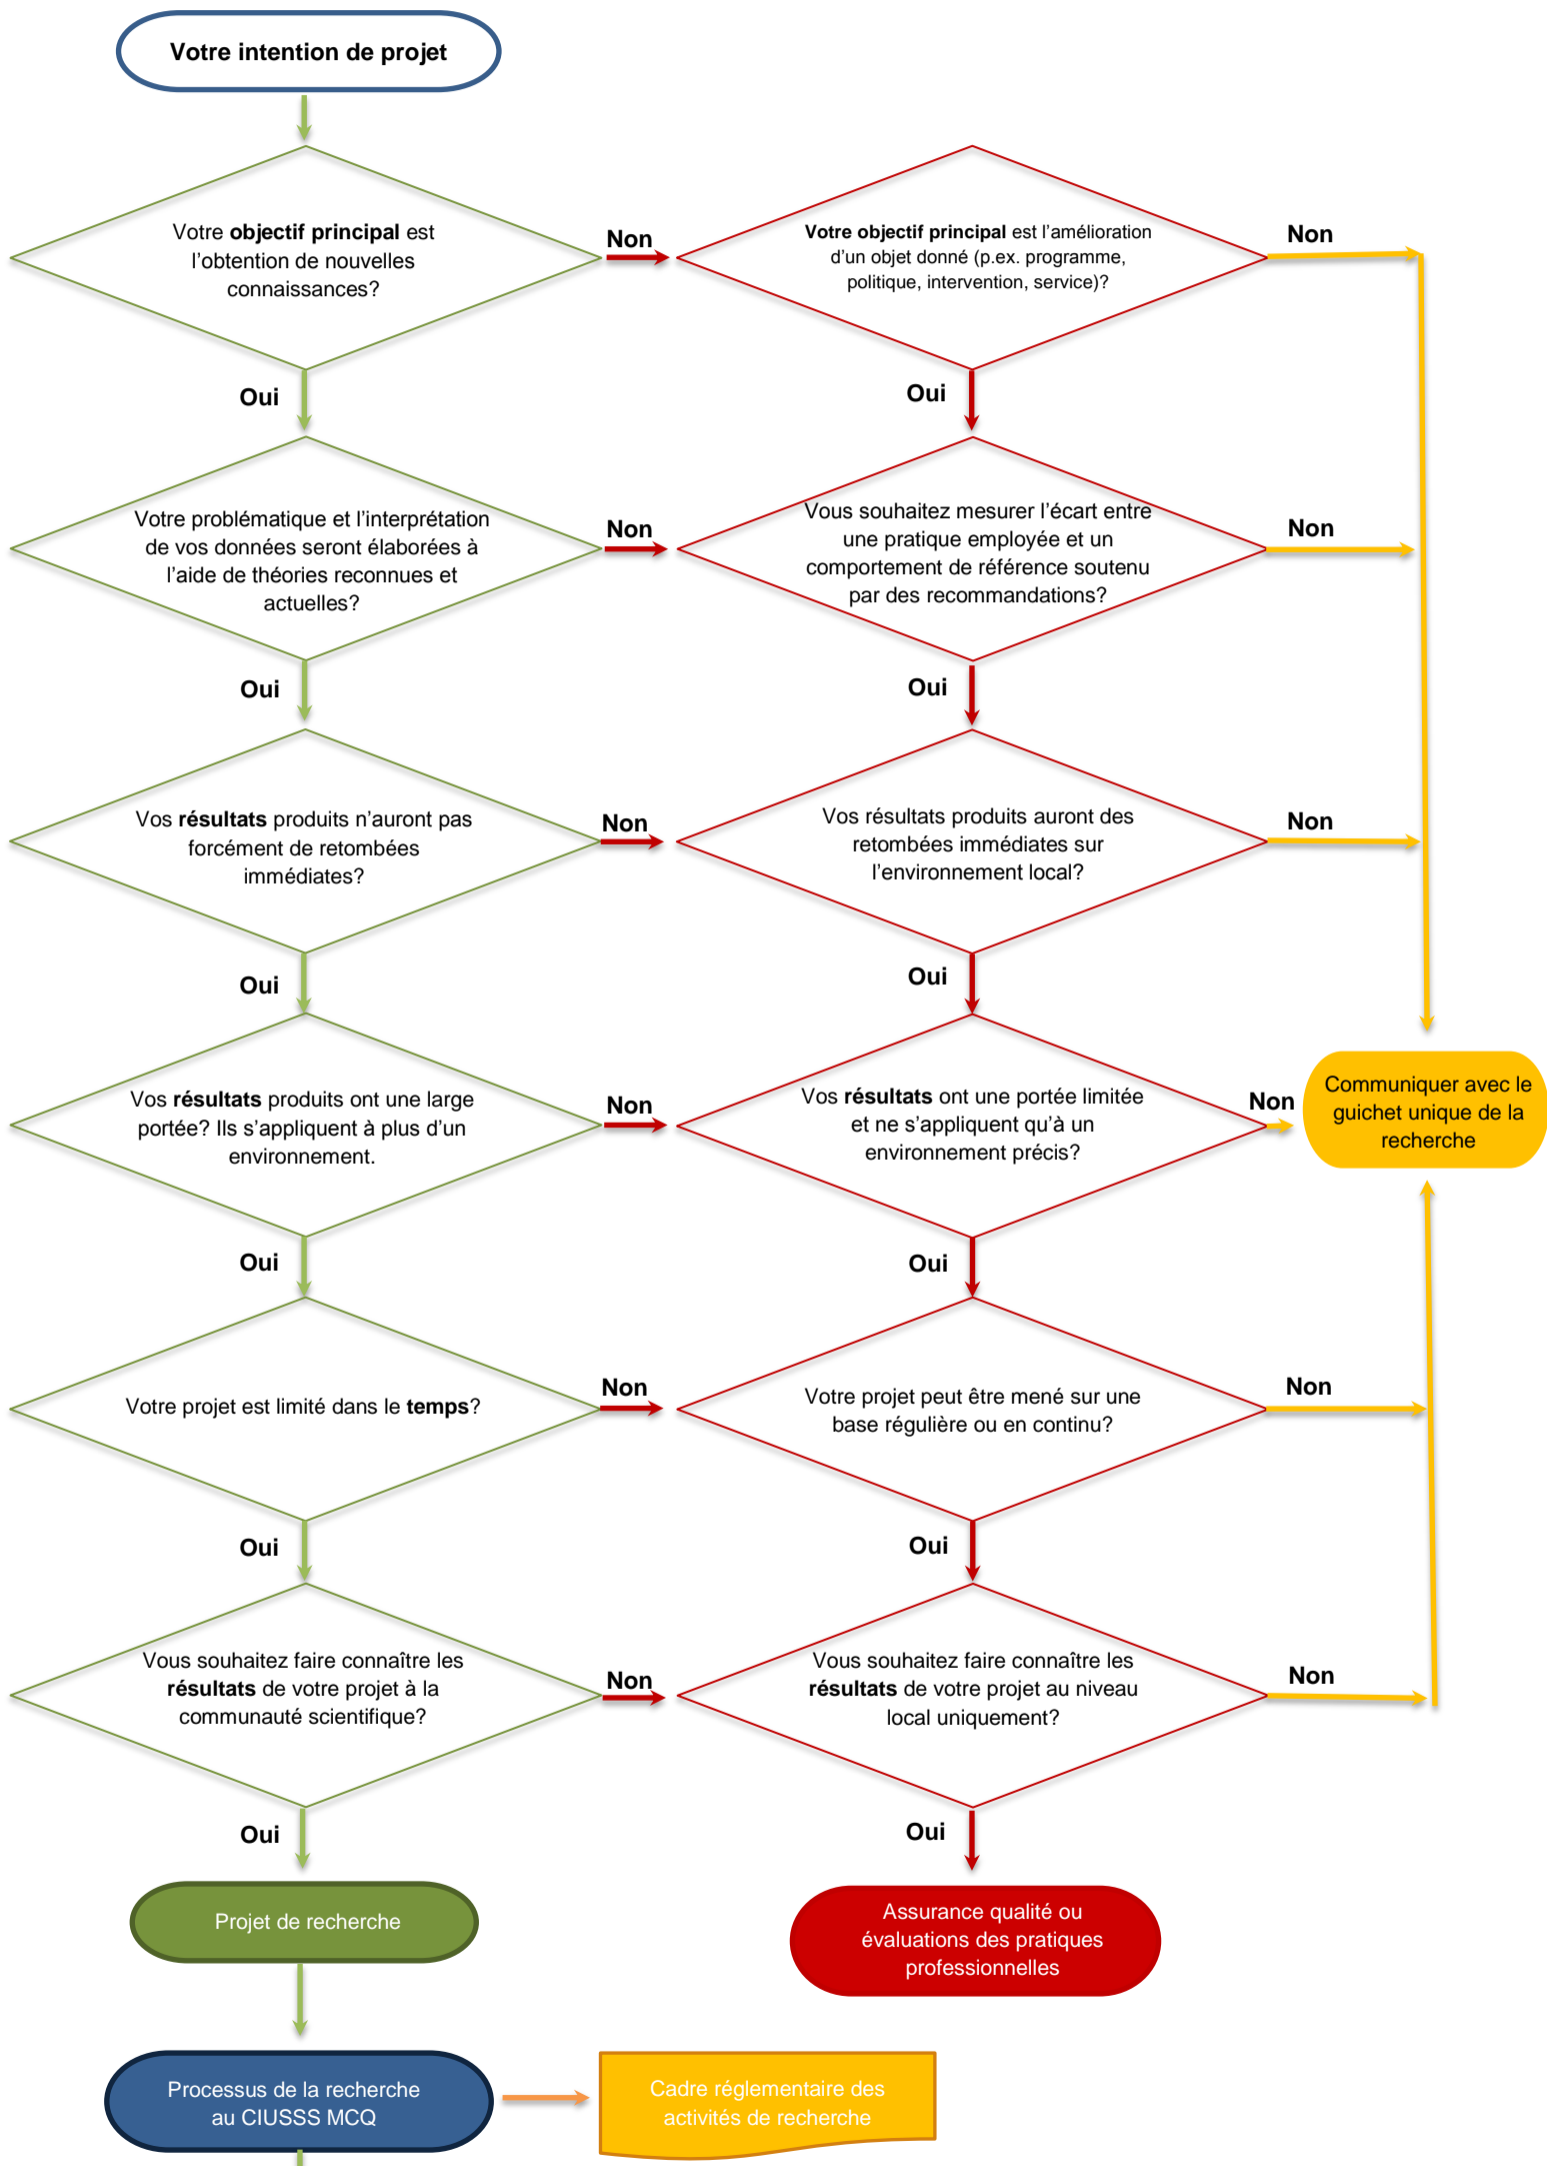 Votre intention de projet
Votre objectif principal est
l'obtention de nouvelles
connaissances?
Non
Votre objectif principal est l'amélioration
d'un objet donné (p.ex. programme,
politique, intervention, service)?
Non
Oui
Oui
Votre problématique et l'interprétation
de vos données seront élaborées à
l'aide de théories reconnues et
actuelles?
Non
Vous souhaitez mesurer l'écart entre
une pratique employée et un
comportement de référence soutenu
par des recommandations?
Non
Oui
Oui
Vos résultats produits n'auront pas
forcément de retombées
immédiates?
Non
Vos résultats produits auront des
retombées immédiates sur
l'environnement local?
Non
Oui
Oui
Vos résultats produits ont une large
portée? Ils s'appliquent à plus d'un
environnement.
Non
Vos résultats ont une portée limitée
et ne s'appliquent qu'à un
environnement précis?
Non
Communiquer avec le
guichet unique de la
recherche
Oui
Oui
Votre projet est limité dans le temps?
Non
Votre projet peut être mené sur une
base régulière ou en continu?
Non
Oui
Oui
Vous souhaitez faire connaître les
résultats de votre projet à la
communauté scientifique?
Non
Vous souhaitez faire connaître les
résultats de votre projet au niveau
local uniquement?
Non
Oui
Oui
Projet de recherche
Assurance qualité ou
évaluations des pratiques
professionnelles
Processus de la recherche
au CIUSSS MCQ
Cadre réglementaire des
activités de recherche